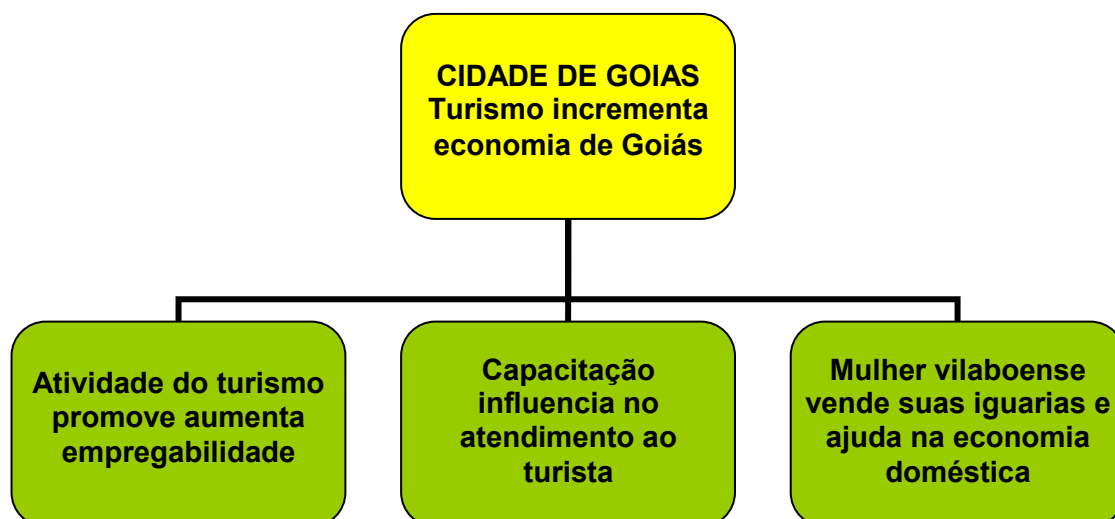 CIDADE DE GOIAS
Turismo incrementa
economia de Goiás
Atividade do turismo
promove aumenta
empregabilidade
Capacitação
influencia no
atendimento ao
turista
Mulher vilaboense
vende suas iguarias e
ajuda na economia
doméstica